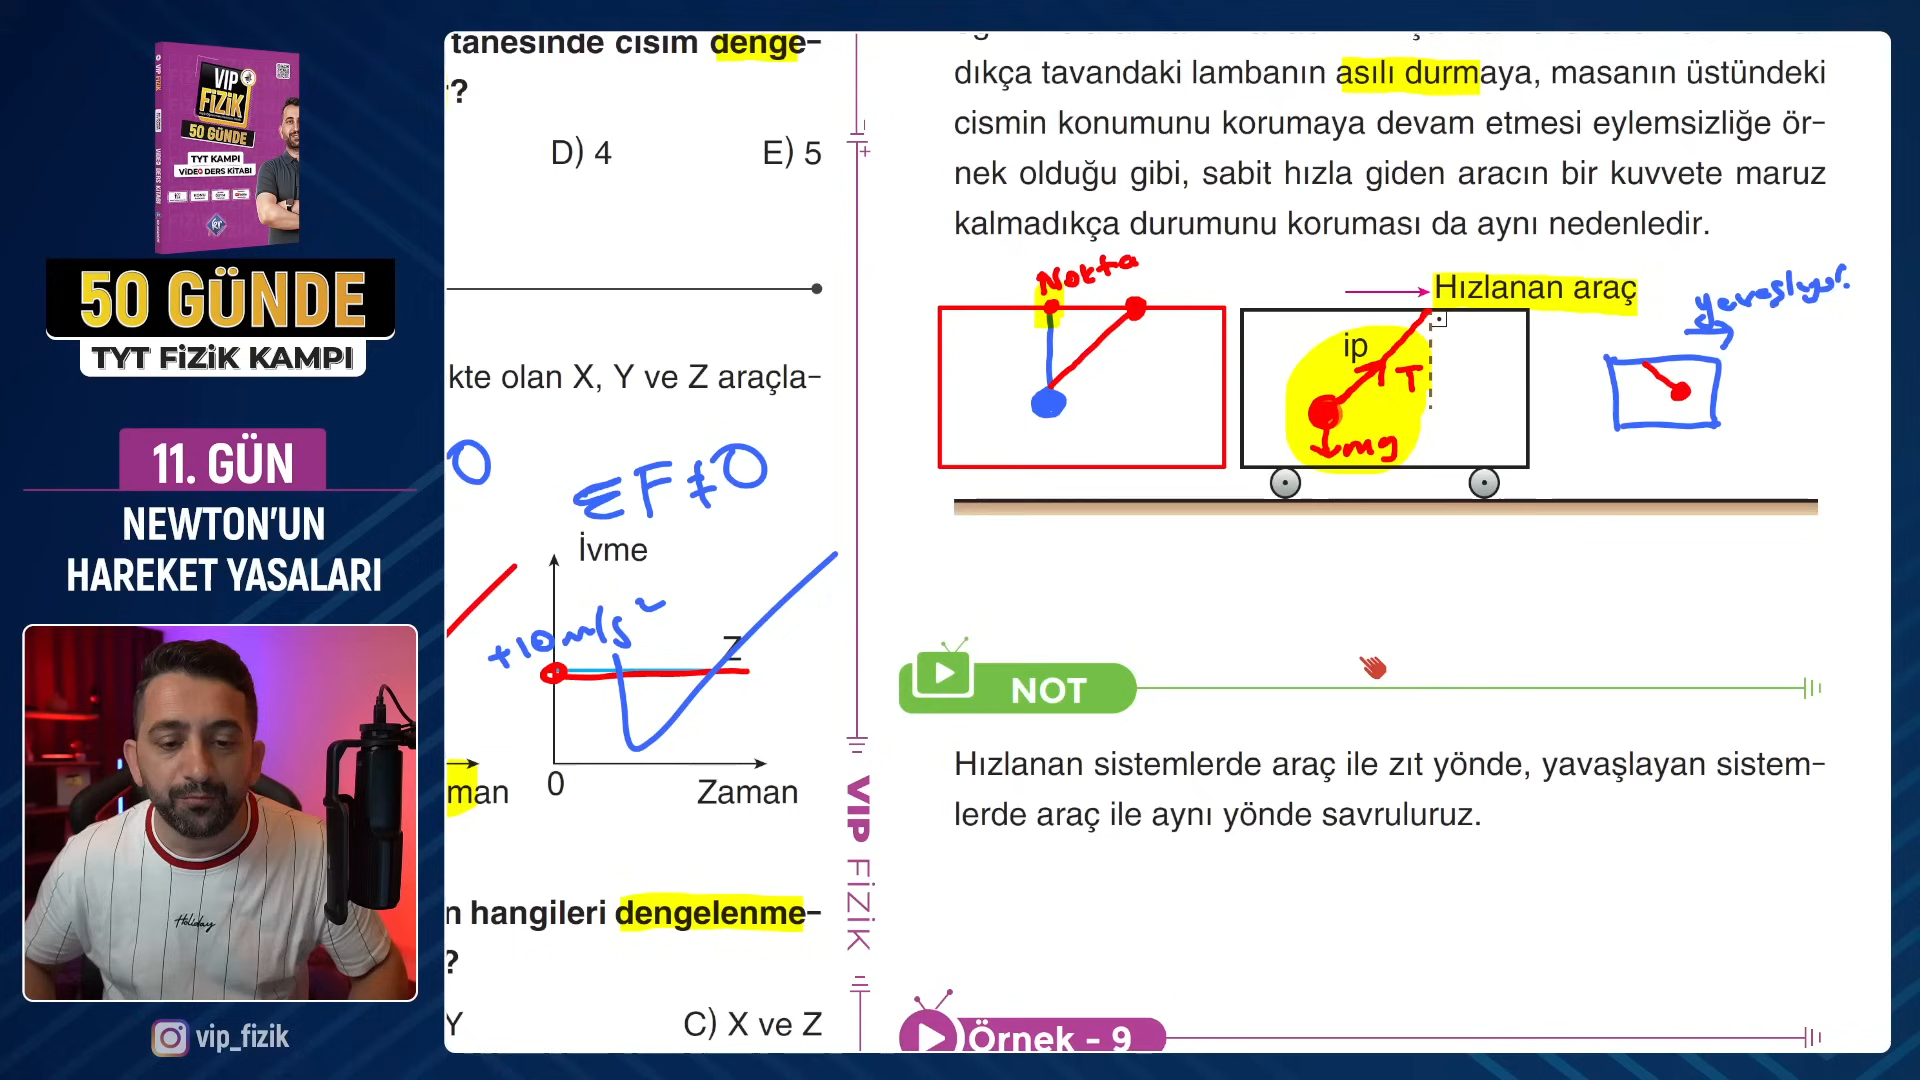 VIP
FİZİK
50 GÜNDE
TYT KAMPI
VİDEO DERS KİTABI
50 GÜNDE
TYT FİZİK KAMPI
11. GÜN
NEWTON'UN
HAREKET YASALARI
Holiday
vip_fizik
tanesinde cisim denge-
?
D) 4 E) 5
kte olan X, Y ve Z araçla-
0 ΣF ≠ 0
İvme
+10 m/s²
Z
man
0
Zaman
n hangileri dengelenme-
?
Y C) X ve Z
VIP FİZİK
dıkça tavandaki lambanın asılı durmaya, masanın üstündeki
cismin konumunu korumaya devam etmesi eylemsizliğe ör-
nek olduğu gibi, sabit hızla giden aracın bir kuvvete maruz
kalmadıkça durumunu koruması da aynı nedenledir.
Nokta
Hızlanan araç
yavaşlıyor.
ip
T
mg
NOT
Hızlanan sistemlerde araç ile zıt yönde, yavaşlayan sistem-
lerde araç ile aynı yönde savruluruz.
Örnek - 9